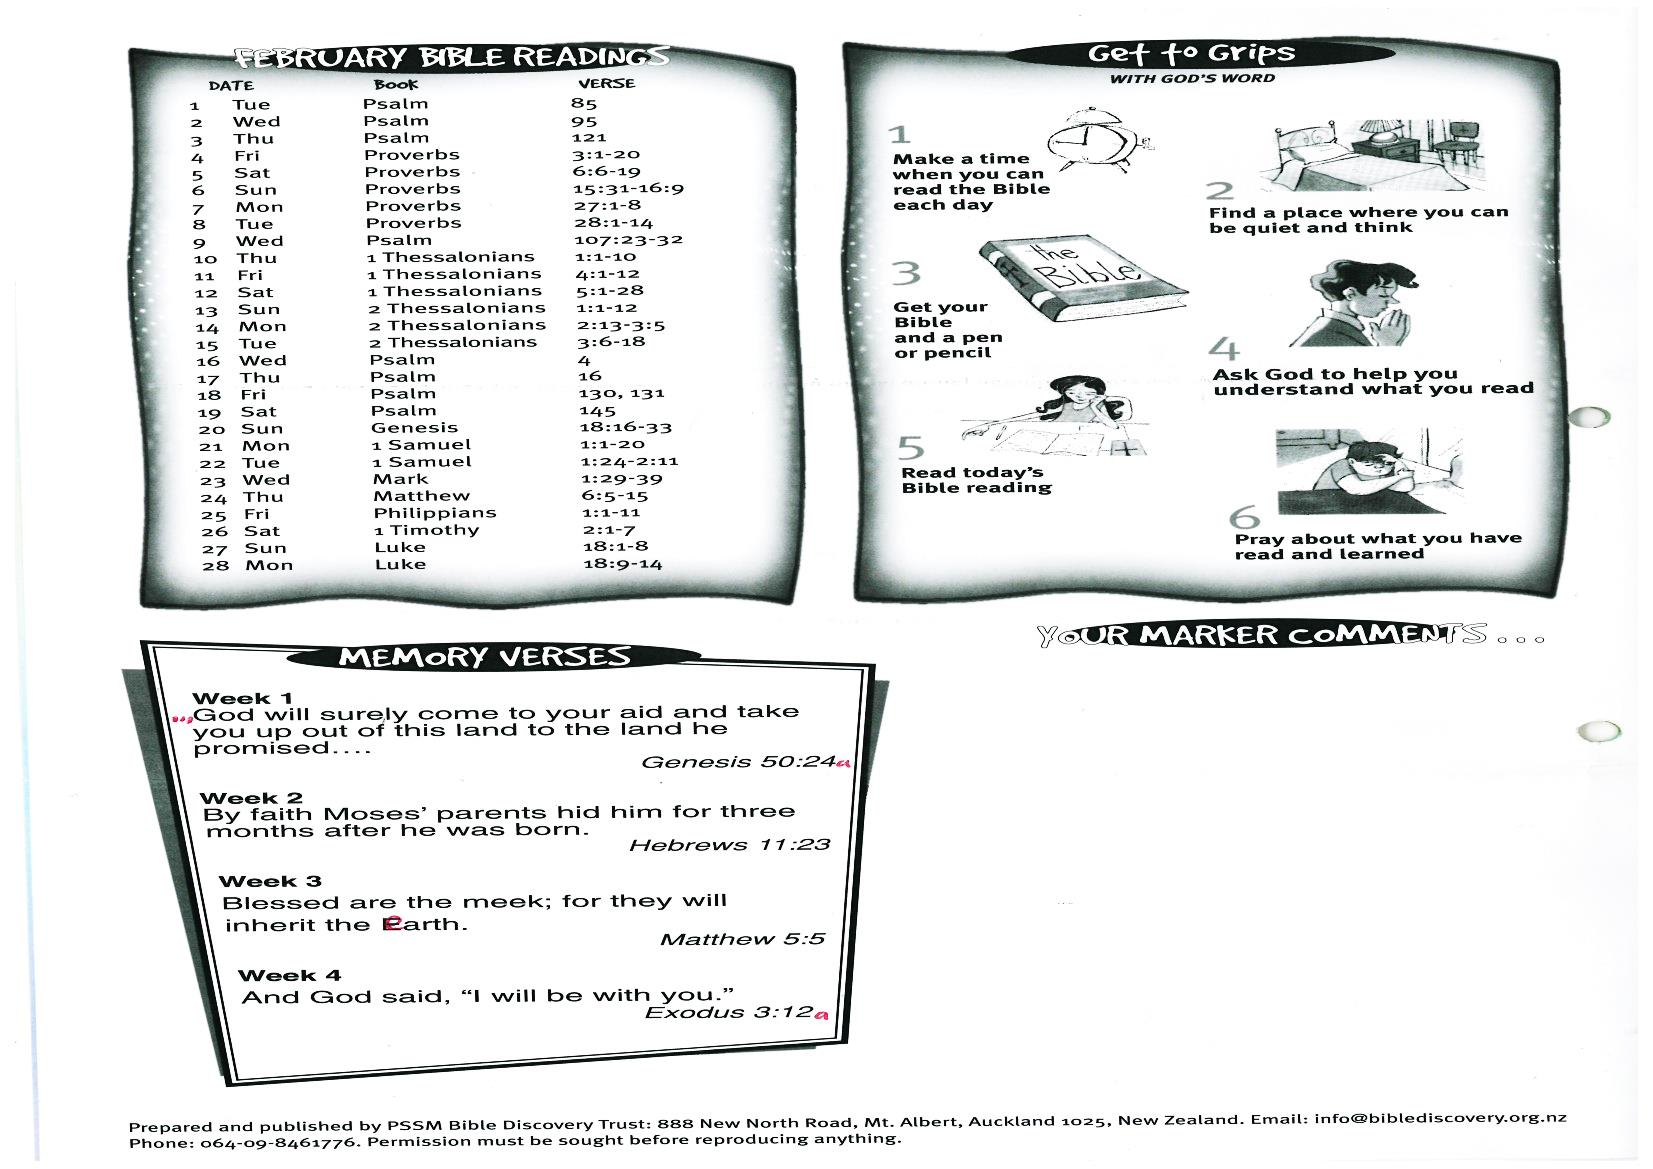 FEBRUARY BIBLE READINGS
DATE BOOK VERSE
1 Tue Psalm 85
2 Wed Psalm 95
3 Thu Psalm 121
4 Fri Proverbs 3:1-20
5 Sat Proverbs 6:6-19
6 Sun Proverbs 15:31-16:9
7 Mon Proverbs 27:1-8
8 Tue Proverbs 28:1-14
9 Wed Psalm 107:23-32
10 Thu 1 Thessalonians 1:1-10
11 Fri 1 Thessalonians 4:1-12
12 Sat 1 Thessalonians 5:1-28
13 Sun 2 Thessalonians 1:1-12
14 Mon 2 Thessalonians 2:13-3:5
15 Tue 2 Thessalonians 3:6-18
16 Wed Psalm 4
17 Thu Psalm 16
18 Fri Psalm 130, 131
19 Sat Psalm 145
20 Sun Genesis 18:16-33
21 Mon 1 Samuel 1:1-20
22 Tue 1 Samuel 1:24-2:11
23 Wed Mark 1:29-39
24 Thu Matthew 6:5-15
25 Fri Philippians 1:1-11
26 Sat 1 Timothy 2:1-7
27 Sun Luke 18:1-8
28 Mon Luke 18:9-14
Get to Grips
WITH GOD'S WORD
1
Make a time
when you can
read the Bible
each day
2
Find a place where you can
be quiet and think
3
the
Bible
Get your
Bible
and a pen
or pencil
4
Ask God to help you
understand what you read
5
Read today's
Bible reading
6
Pray about what you have
read and learned
MEMORY VERSES
Week 1
...God will surely come to your aid and take
you up out of this land to the land he
promised....
Genesis 50:24a
Week 2
By faith Moses' parents hid him for three
months after he was born.
Hebrews 11:23
Week 3
Blessed are the meek; for they will
inherit the earth.
Matthew 5:5
Week 4
And God said, “I will be with you.”
Exodus 3:12a
YOUR MARKER COMMENTS...
Prepared and published by PSSM Bible Discovery Trust: 888 New North Road, Mt. Albert, Auckland 1025, New Zealand. Email: info@biblediscovery.org.nz
Phone: 064-09-8461776. Permission must be sought before reproducing anything.